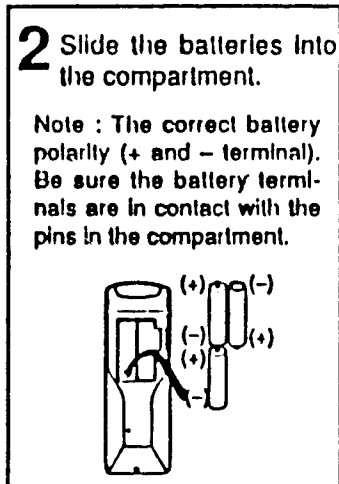 2 Slide the batteries into
the compartment.
Note : The correct battery
polarity (+ and – terminal).
Be sure the battery termi-
nals are in contact with the
pins in the compartment.
(+) (–)
(–) (+)
(+)
(–)